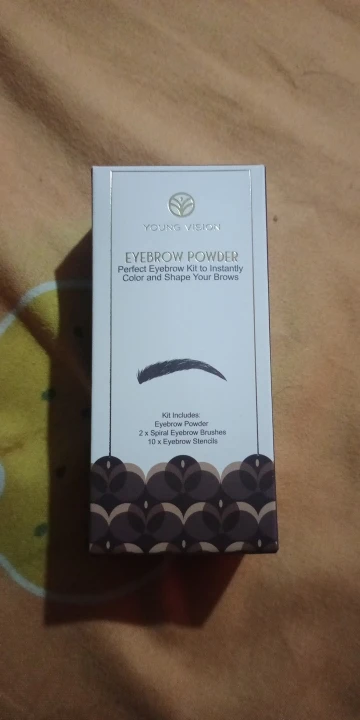 YOUNG VISION
EYEBROW POWDER
Perfect Eyebrow Kit to Instantly
Color and Shape Your Brows
Kit Includes:
Eyebrow Powder
2 x Spiral Eyebrow Brushes
10 x Eyebrow Stencils